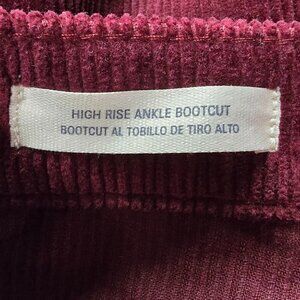 HIGH RISE ANKLE BOOTCUT
BOOTCUT AL TOBILLO DE TIRO ALTO